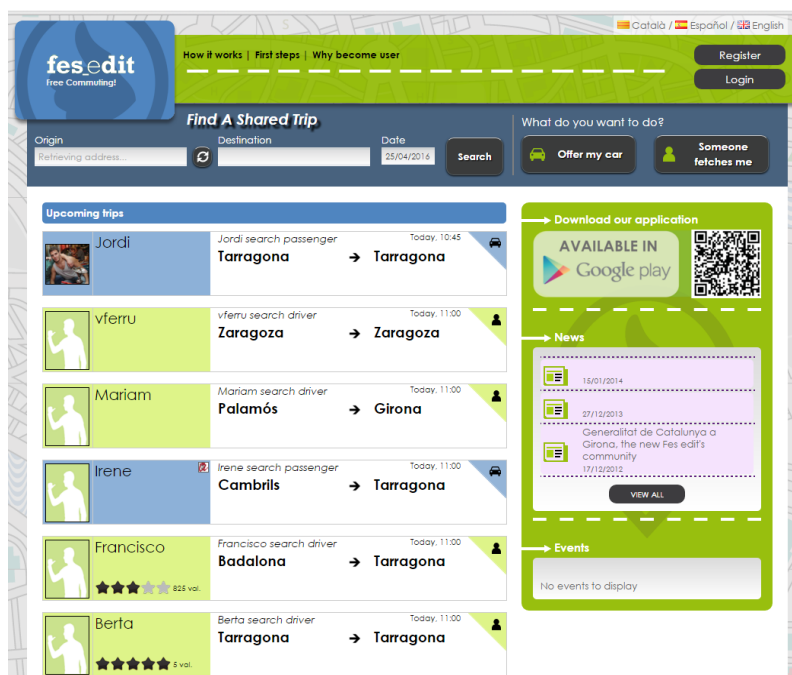 Català / Español / English
fes_edit
Free Commuting!
How it works | First steps | Why become user
Register
Login
Find A Shared Trip
What do you want to do?
Origin
Destination
Date
Retrieving address...
25/04/2016
Search
Offer my car
Someone
fetches me
Upcoming trips
Jordi
Jordi search passenger
Today, 10:45
Tarragona → Tarragona
vferru
vferru search driver
Today, 11:00
Zaragoza → Zaragoza
Mariam
Mariam search driver
Today, 11:00
Palamós → Girona
Irene
Irene search passenger
Today, 11:00
Cambrils → Tarragona
Francisco
825 val.
Francisco search driver
Today, 11:00
Badalona → Tarragona
Berta
5 val.
Berta search driver
Today, 11:00
Tarragona → Tarragona
Download our application
AVAILABLE IN
Google play
News
15/01/2014
27/12/2013
Generalitat de Catalunya a
Girona, the new Fes edit's
community
17/12/2012
VIEW ALL
Events
No events to display